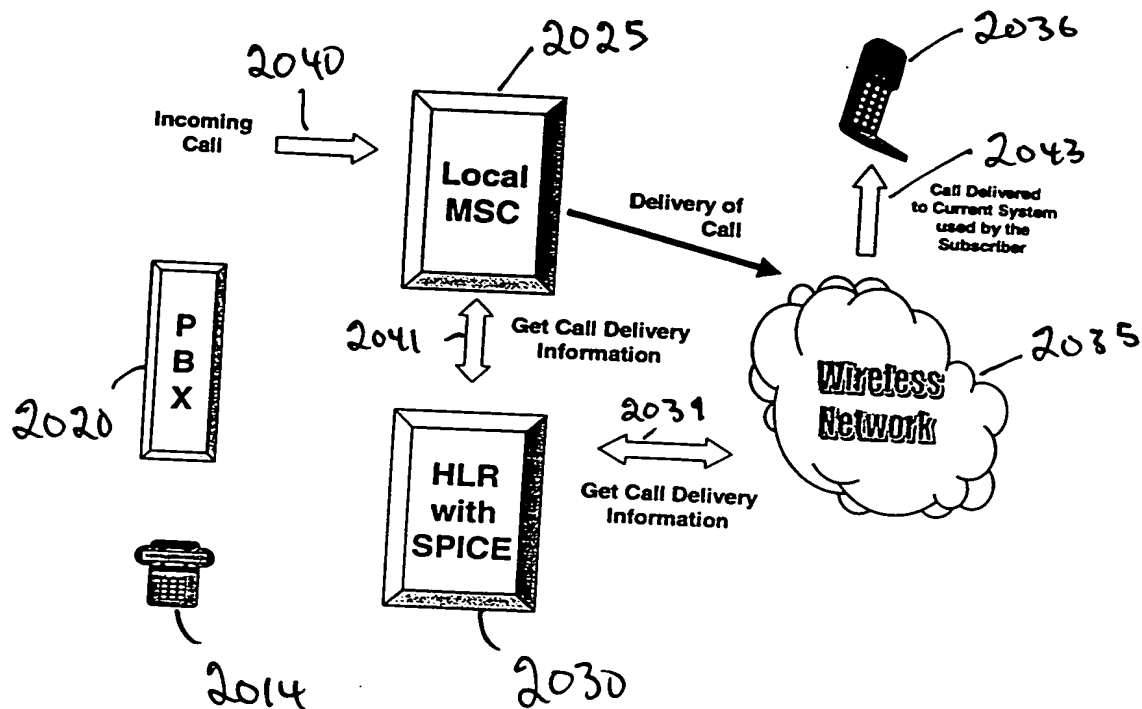 2040
2025
2036
Incoming
Call
Local
MSC
2043
Call Delivered
to Current System
used by the
Subscriber
Delivery of
Call
P
B
X
2020
2041
Get Call Delivery
Information
2035
Wireless
Network
HLR
with
SPICE
2039
Get Call Delivery
Information
2014
2030